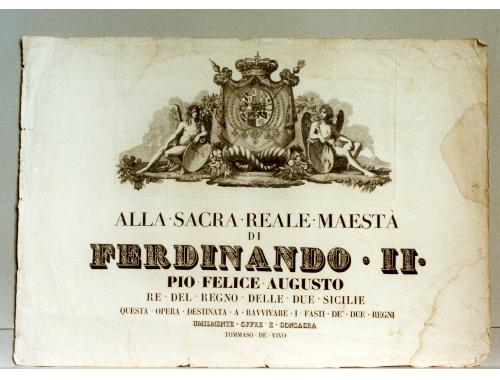 ALLA·SACRA·REALE·MAESTÀ
DI
FERDINANDO·II·
PIO·FELICE·AUGUSTO
RE·DEL·REGNO·DELLE·DUE·SICILIE
QUESTA·OPERA·DESTINATA·A·RAVVIVARE·I·FASTI·DE'·DUE·REGNI
UMILMENTE·OFFRE·E·CONSACRA
TOMMASO·DE·VIVO